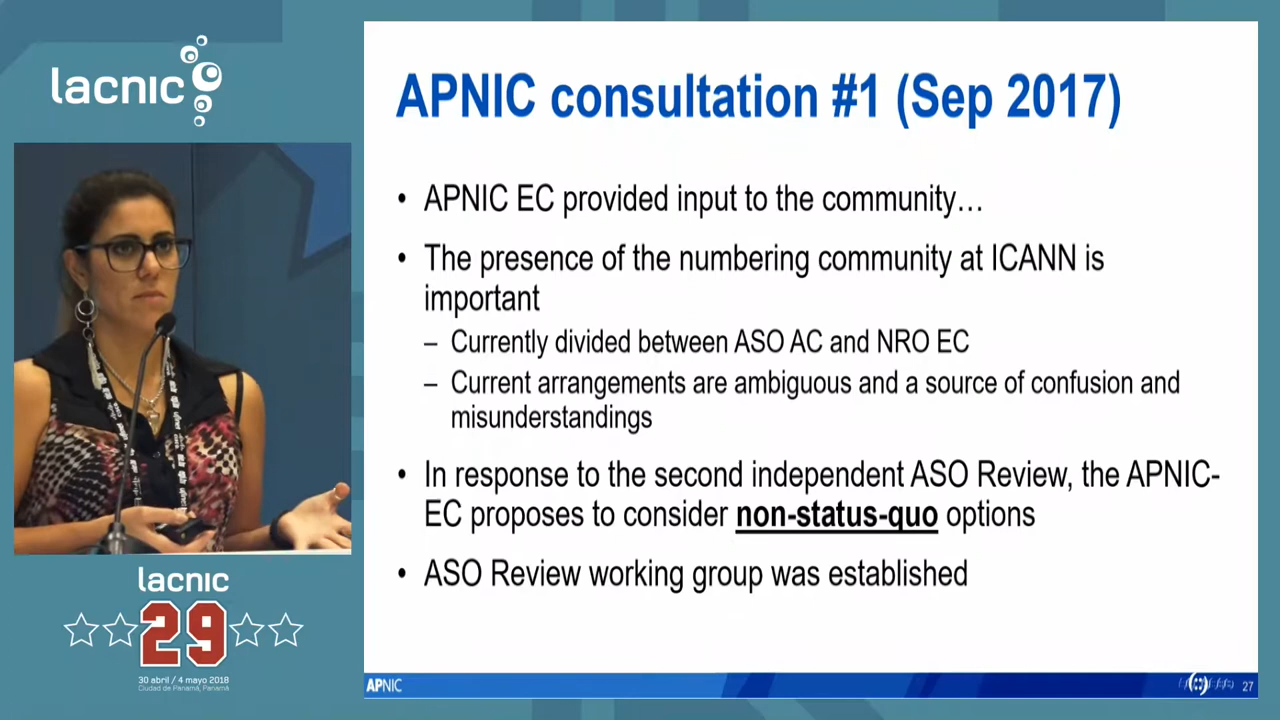 lacnic
APNIC consultation #1 (Sep 2017)
• APNIC EC provided input to the community…
• The presence of the numbering community at ICANN is
important
– Currently divided between ASO AC and NRO EC
– Current arrangements are ambiguous and a source of confusion and
misunderstandings
• In response to the second independent ASO Review, the APNIC-
EC proposes to consider non-status-quo options
• ASO Review working group was established
lacnic
29
30 abril / 4 mayo 2018
Ciudad de Panamá, Panamá
APNIC
27